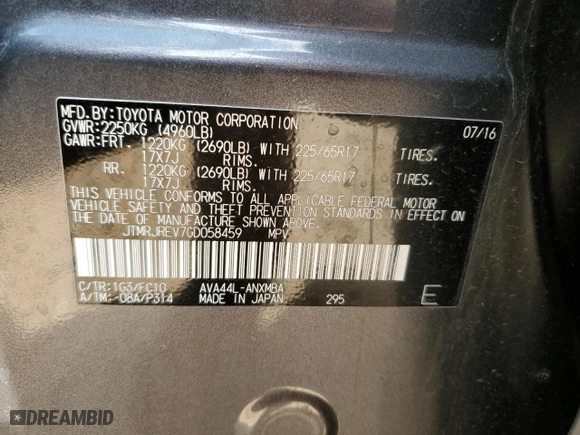 MFD.BY:TOYOTA MOTOR CORPORATION 07/16
GVWR:2250KG (4960LB)
GAWR:FRT. 1220KG (2690LB) WITH 225/65R17 TIRES.
17X7J RIMS.
RR. 1220KG (2690LB) WITH 225/65R17 TIRES.
17X7J RIMS.
THIS VEHICLE CONFORMS TO ALL APPLICABLE FEDERAL MOTOR
VEHICLE SAFETY AND THEFT PREVENTION STANDARDS IN EFFECT ON
THE DATE OF MANUFACTURE SHOWN ABOVE.
JTMRJREV7GD058459 MPV
C/TR:1G3/FC10 AVA44L-ANXMBA
A/TM:-08A/P314 MADE IN JAPAN 295 E
DREAMBID